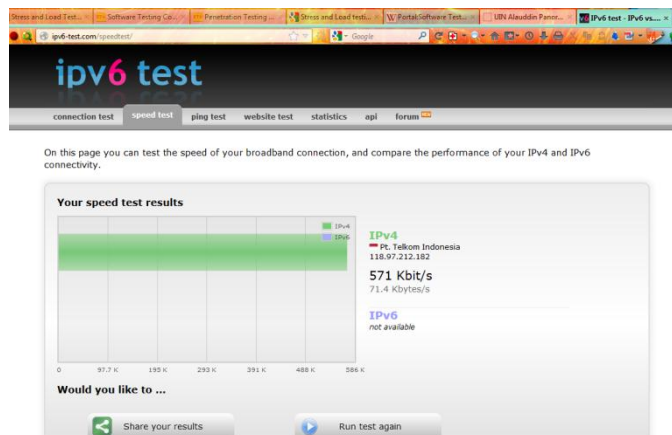 Stress and Load Test...
Software Testing Co...
Penetration Testing ...
Stress and Load testi...
Portal:Software Test...
UIN Alauddin Panor...
IPv6 test - IPv6 vs....
ipv6-test.com/speedtest/
Google
ipv6 test
connection test
speed test
ping test
website test
statistics
api
forum
On this page you can test the speed of your broadband connection, and compare the performance of your IPv4 and IPv6
connectivity.
Your speed test results
IPv4
IPv6
0
97.7 K
195 K
293 K
391 K
488 K
586 K
IPv4
Pt. Telkom Indonesia
118.97.212.182
571 Kbit/s
71.4 Kbytes/s
IPv6
not available
Would you like to ...
Share your results
Run test again